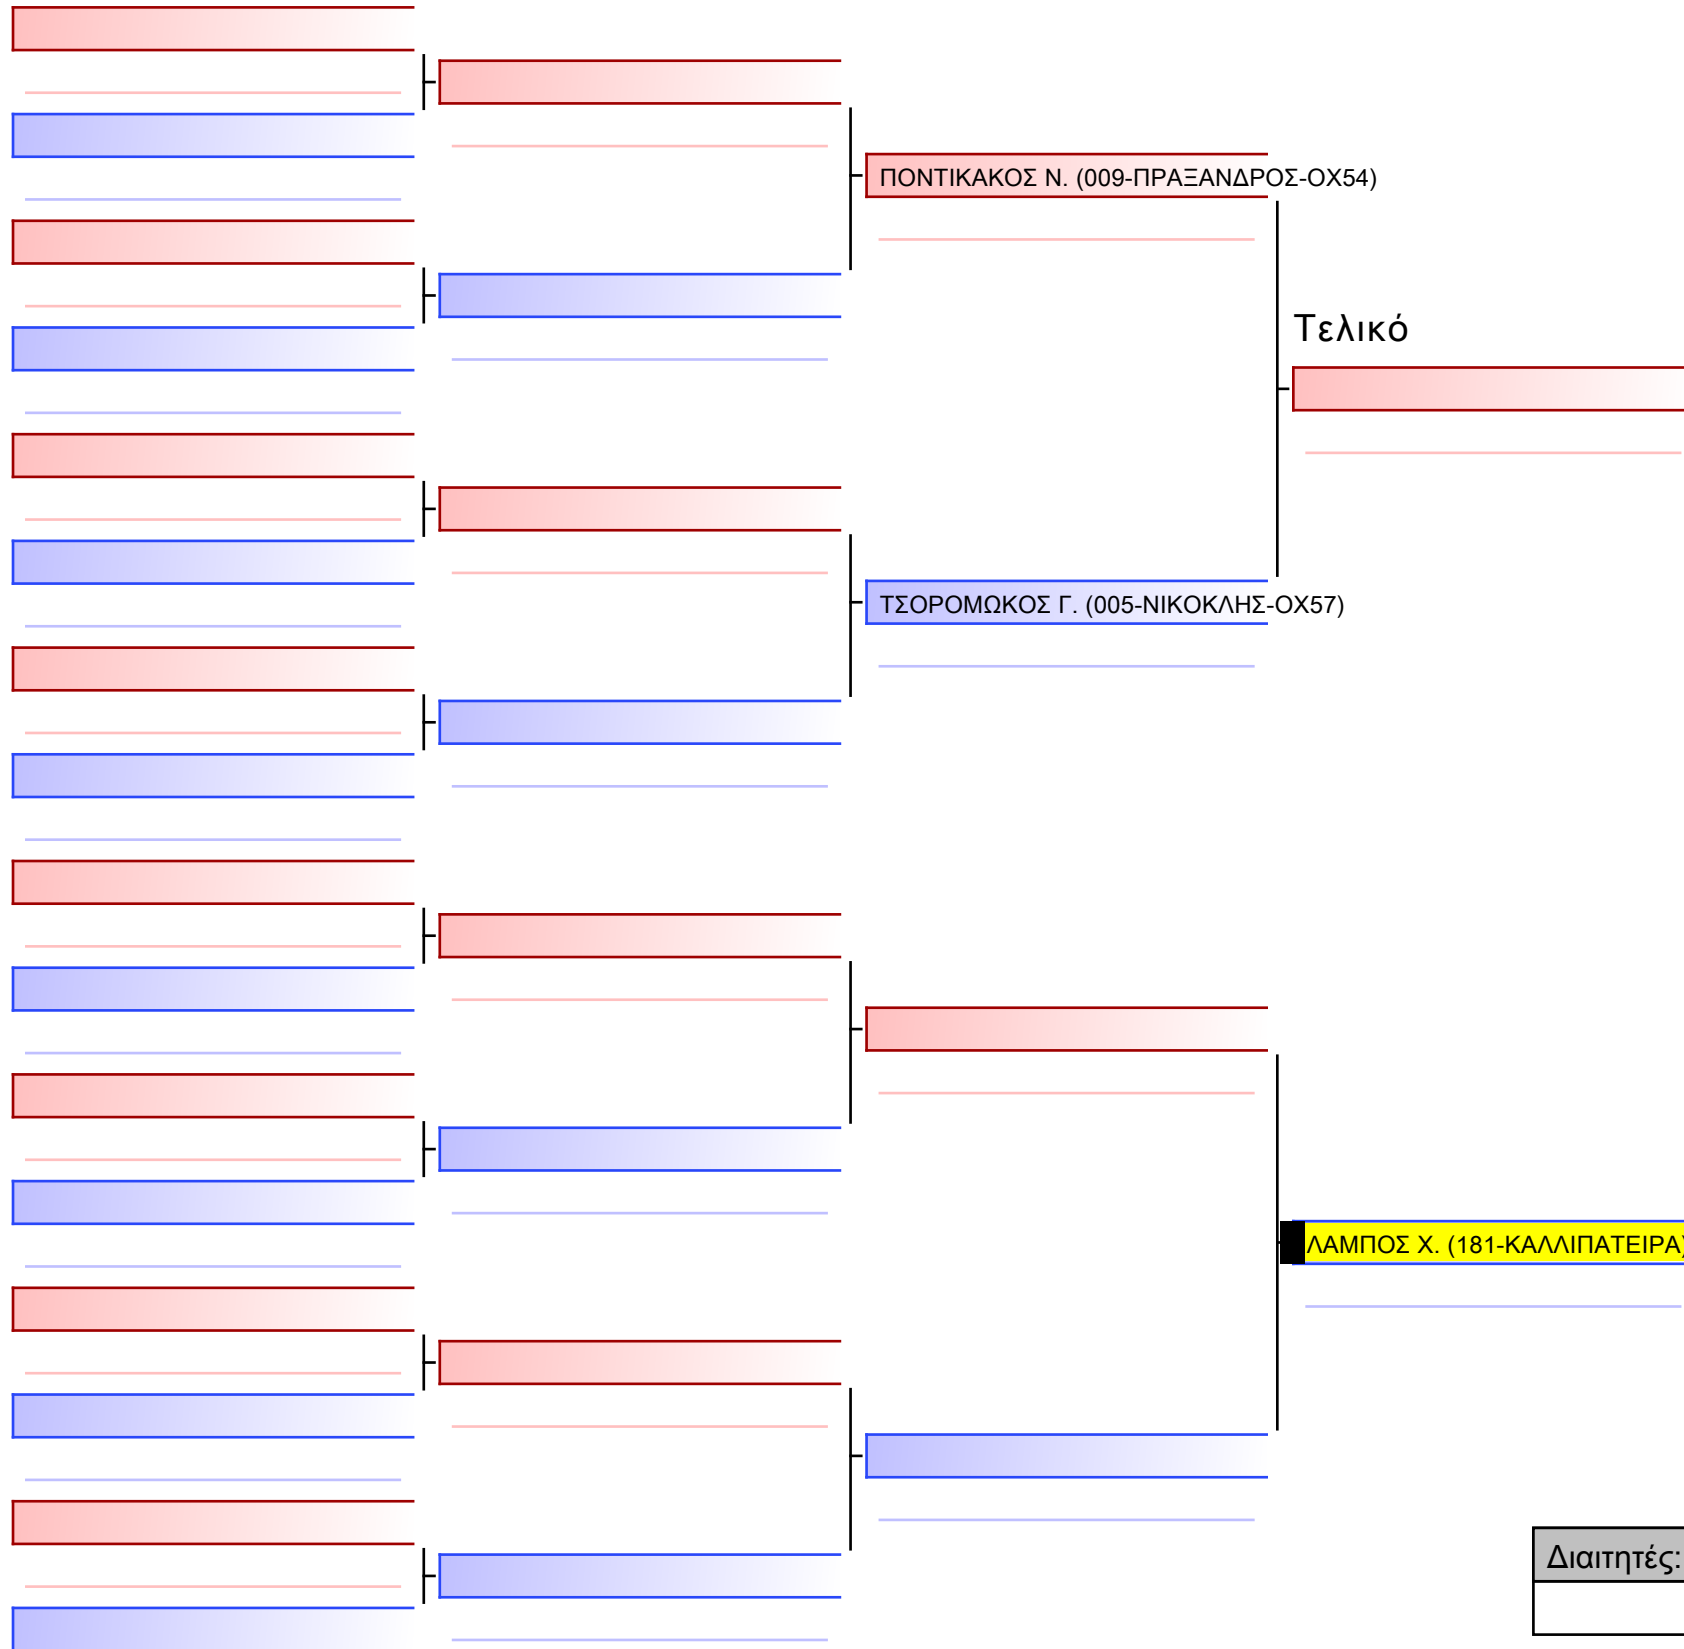 ΠΟΝΤΙΚΑΚΟΣ Ν. (009-ΠΡΑΞΑΝΔΡΟΣ-ΟΧ54)
Τελικό
ΤΣΟΡΟΜΩΚΟΣ Γ. (005-ΝΙΚΟΚΛΗΣ-ΟΧ57)
ΛΑΜΠΟΣ Χ. (181-ΚΑΛΛΙΠΑΤΕΙΡΑ)
Διαιτητές: